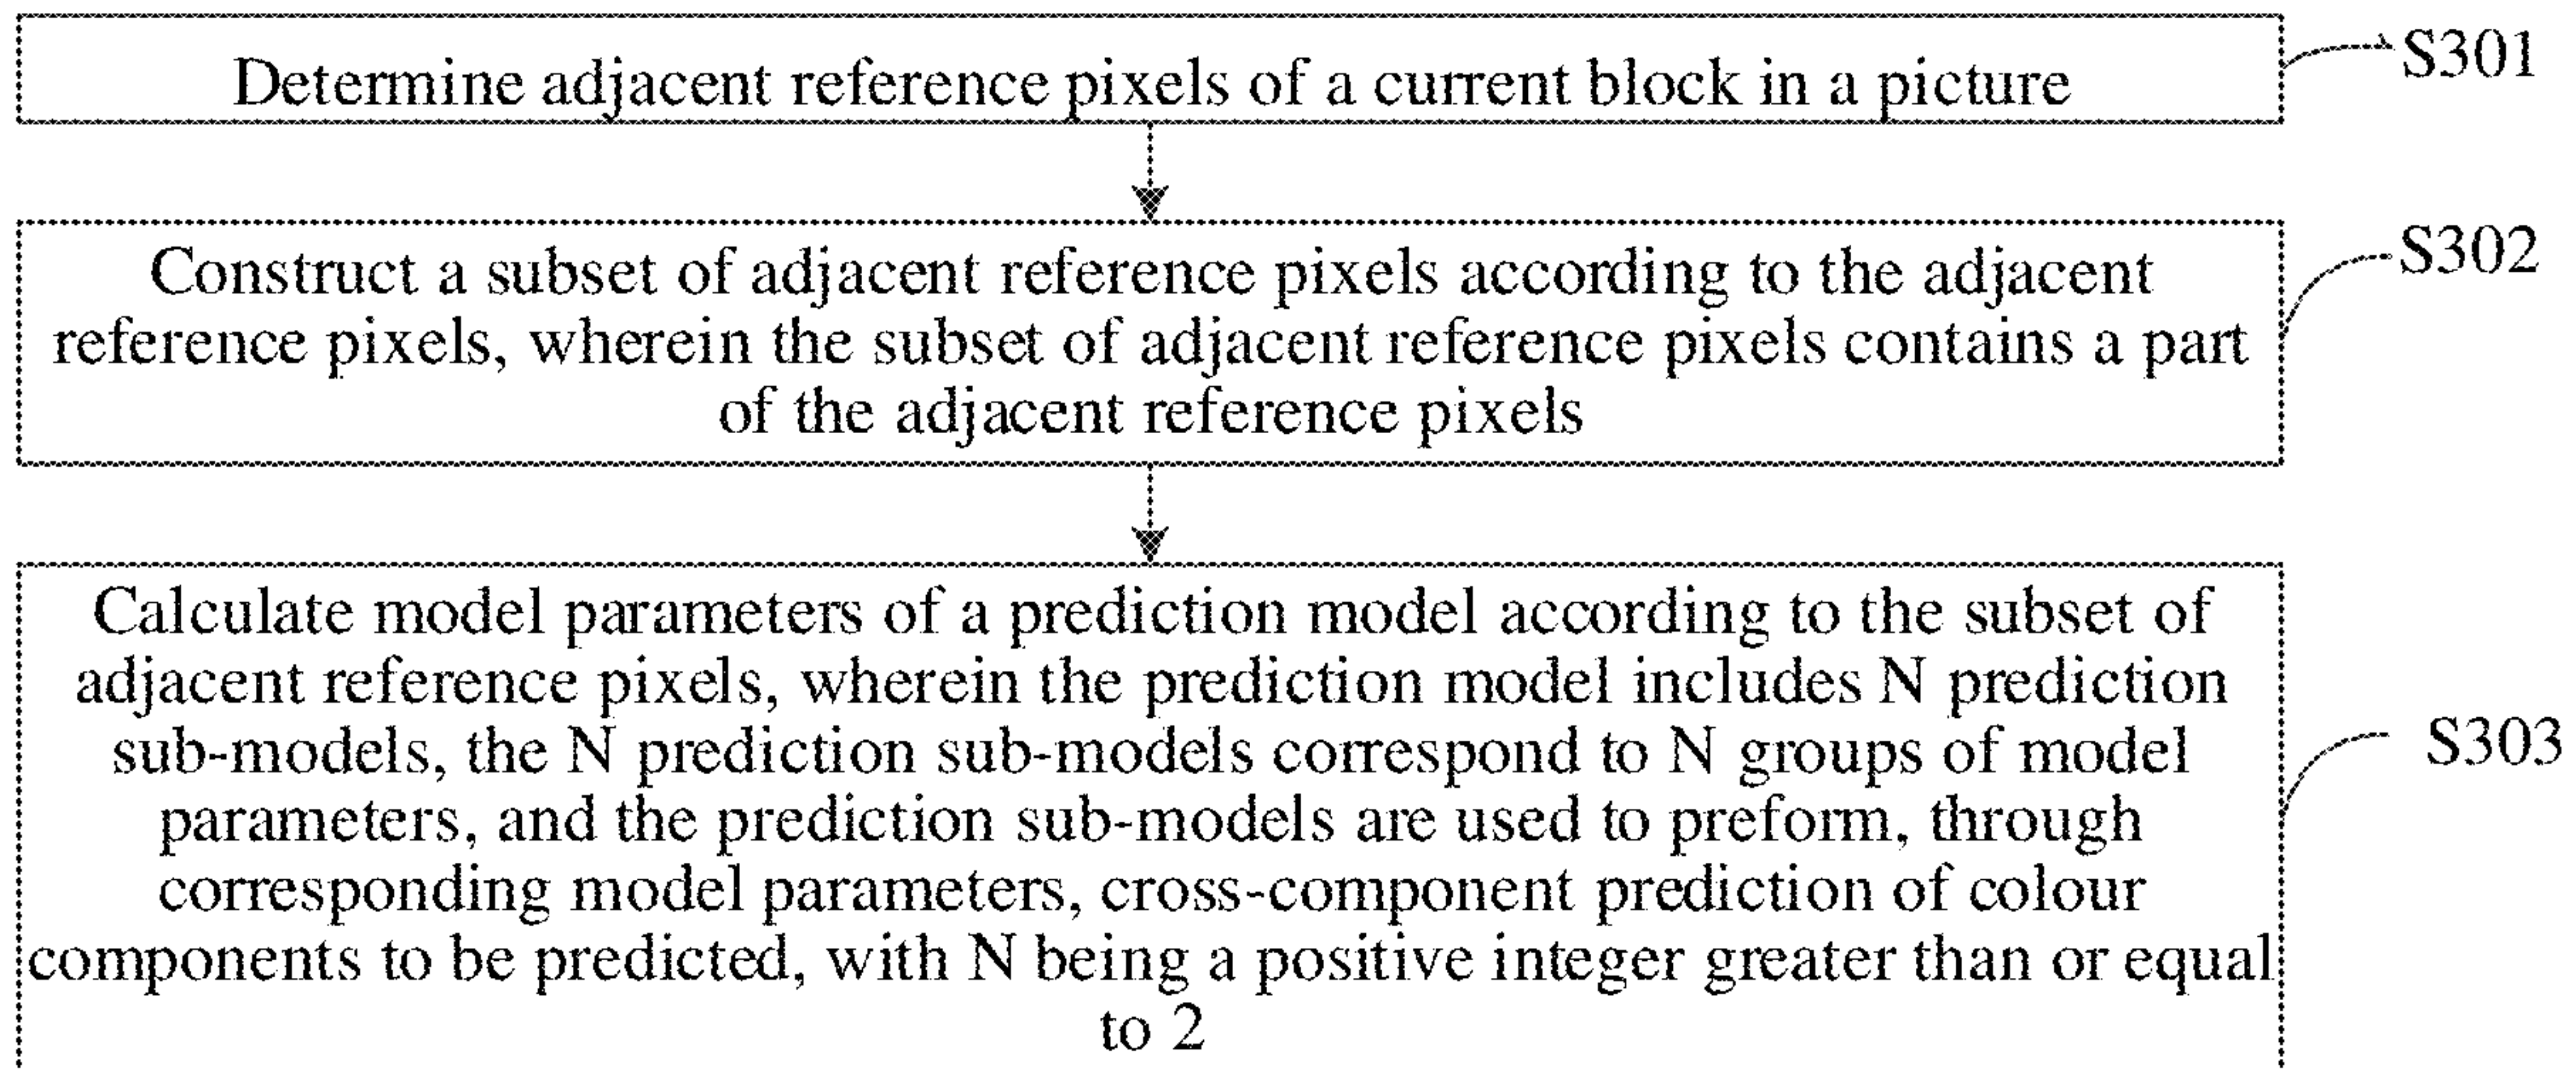 Determine adjacent reference pixels of a current block in a picture
S301
Construct a subset of adjacent reference pixels according to the adjacent
reference pixels, wherein the subset of adjacent reference pixels contains a part
of the adjacent reference pixels
S302
Calculate model parameters of a prediction model according to the subset of
adjacent reference pixels, wherein the prediction model includes N prediction
sub-models, the N prediction sub-models correspond to N groups of model
parameters, and the prediction sub-models are used to preform, through
corresponding model parameters, cross-component prediction of colour
components to be predicted, with N being a positive integer greater than or equal
to 2
S303